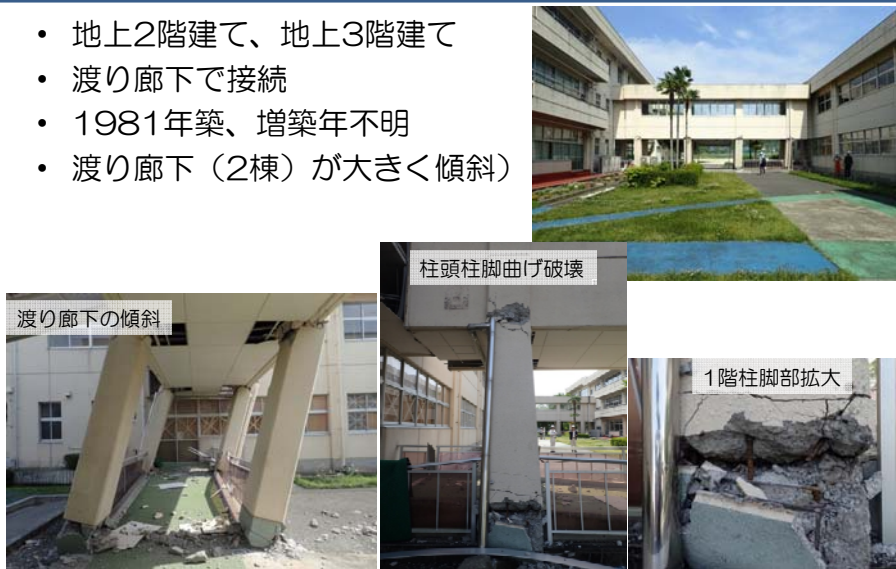 • 地上2階建て、地上3階建て
• 渡り廊下で接続
• 1981年築、増築年不明
• 渡り廊下（2棟）が大きく傾斜）
柱頭柱脚曲げ破壊
渡り廊下の傾斜
1階柱脚部拡大